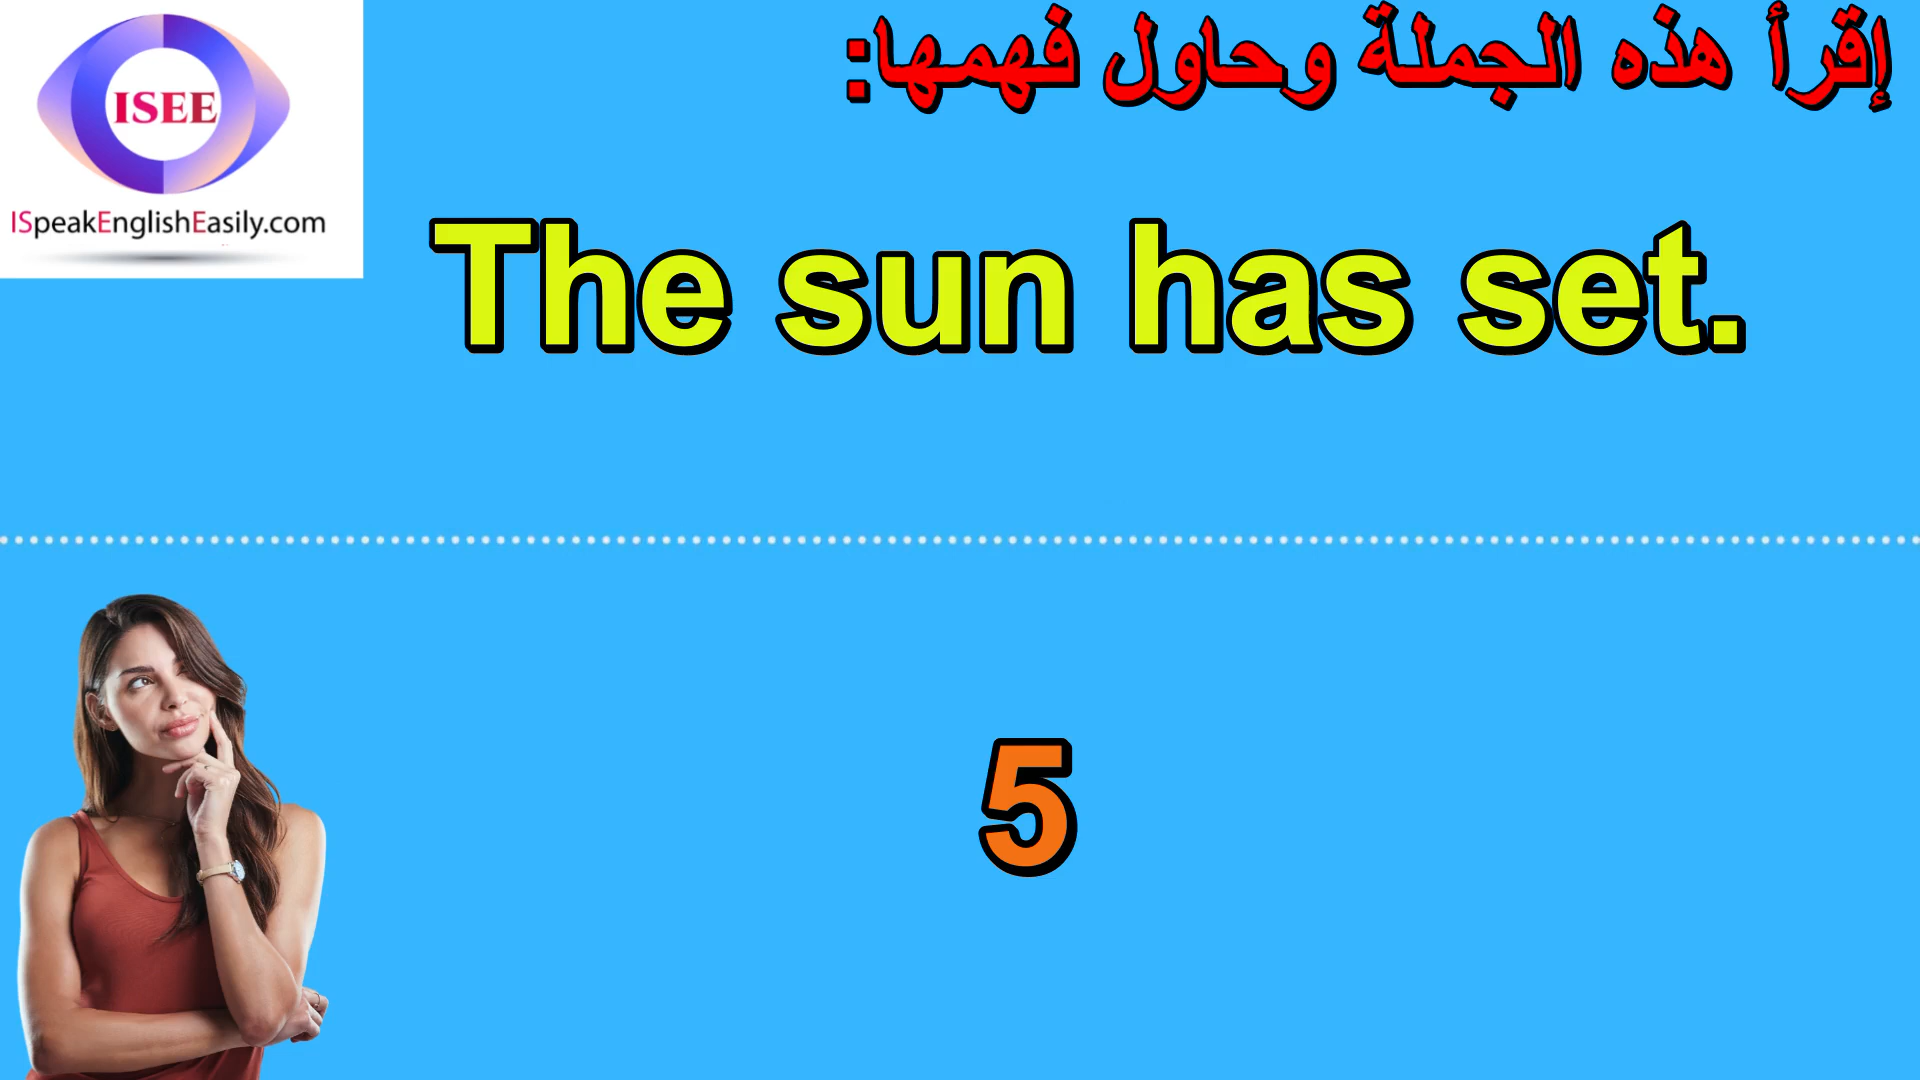 ISEE
ISpeakEnglishEasily.com
إقرأ هذه الجملة وحاول فهمها:
The sun has set.
5